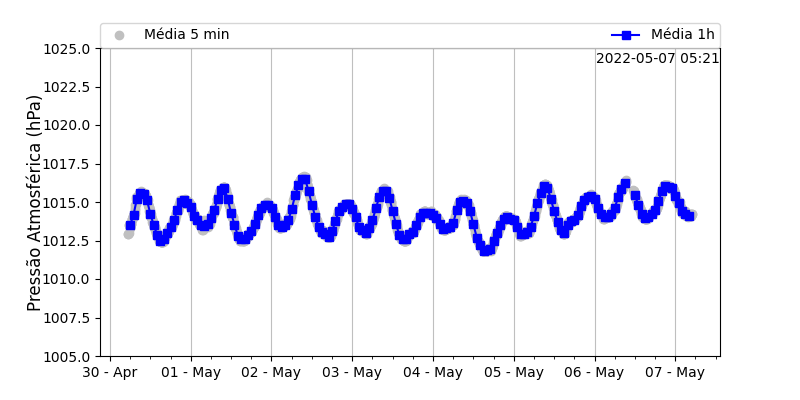 Média 5 min
Média 1h
2022-05-07 05:21
Pressão Atmosférica (hPa)
1025.0
1022.5
1020.0
1017.5
1015.0
1012.5
1010.0
1007.5
1005.0
30 - Apr
01 - May
02 - May
03 - May
04 - May
05 - May
06 - May
07 - May